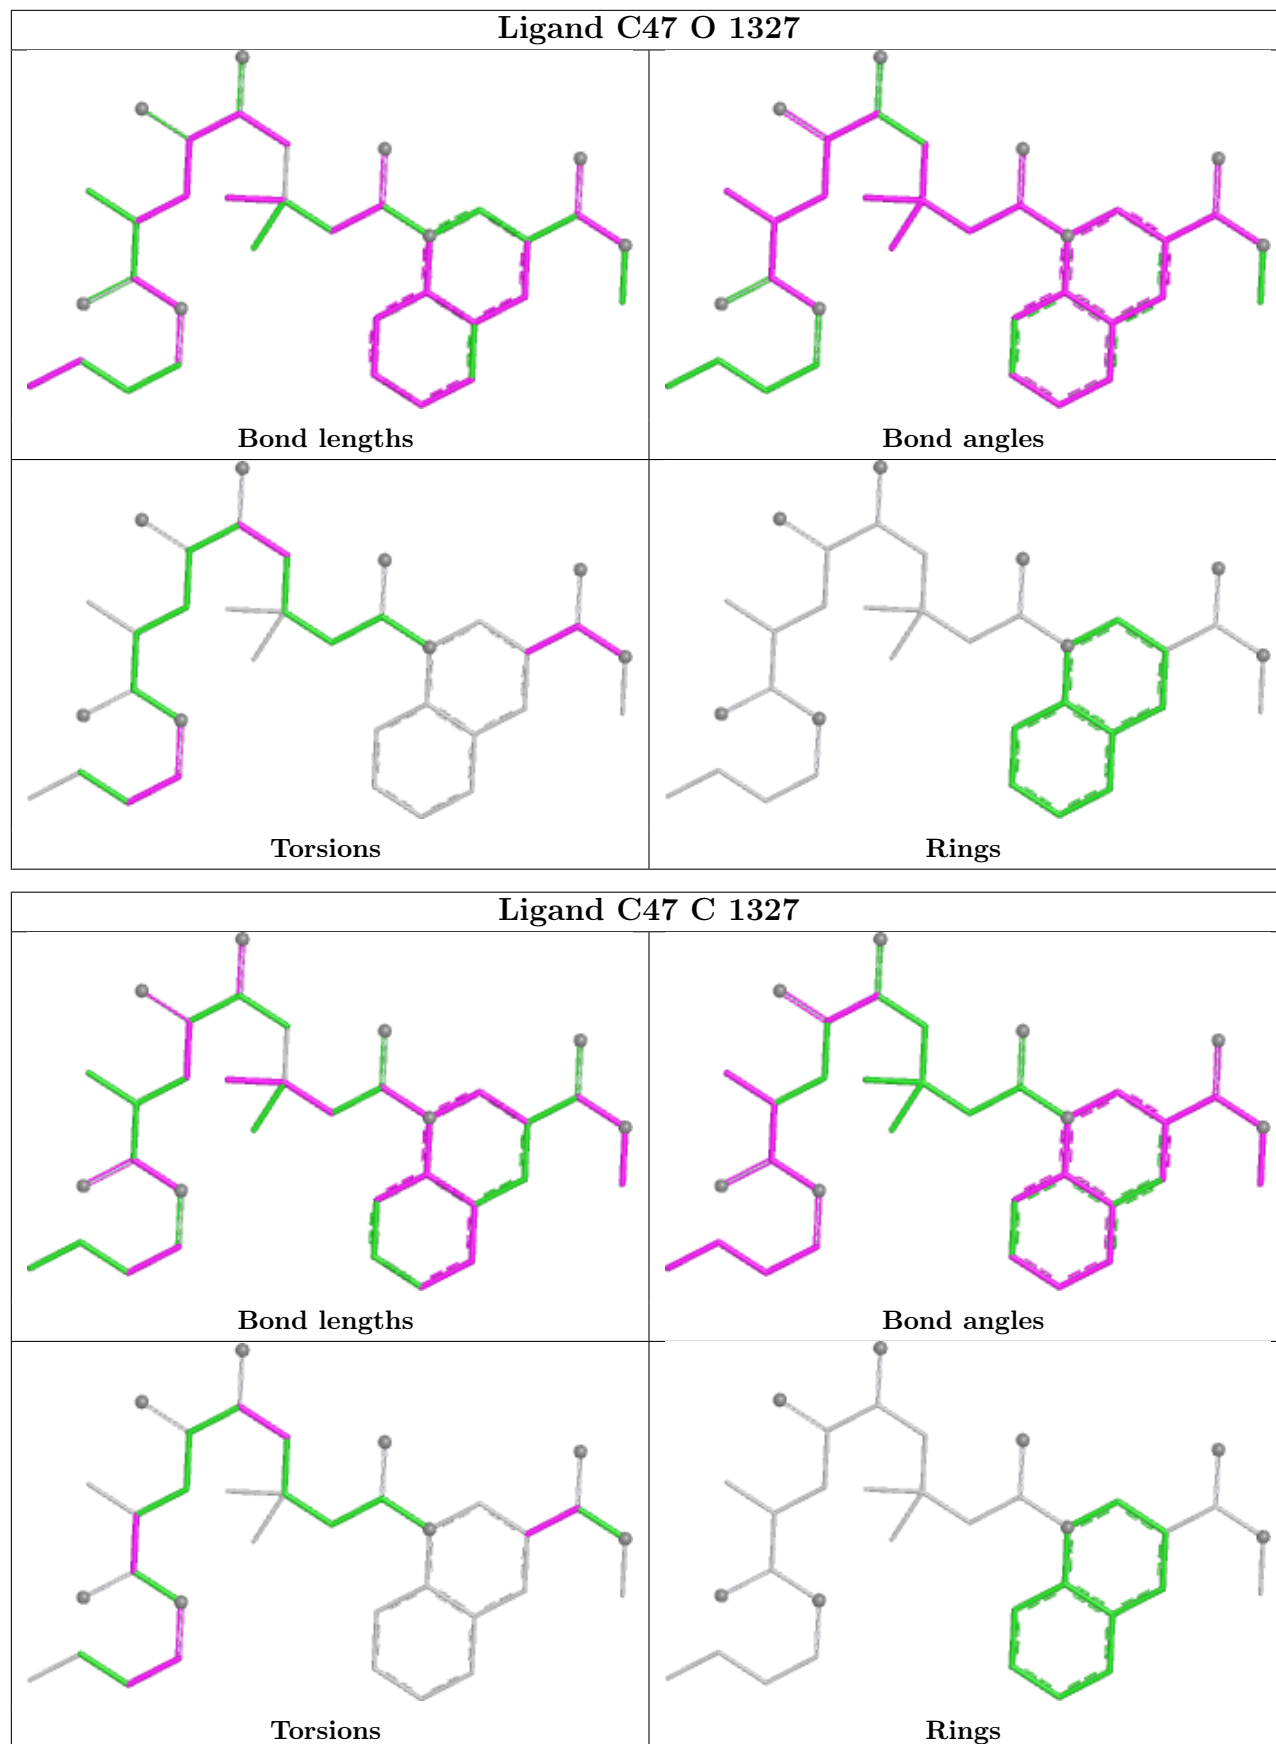 Ligand C47 O 1327
Bond lengths
Bond angles
Torsions
Rings
Ligand C47 C 1327
Bond lengths
Bond angles
Torsions
Rings